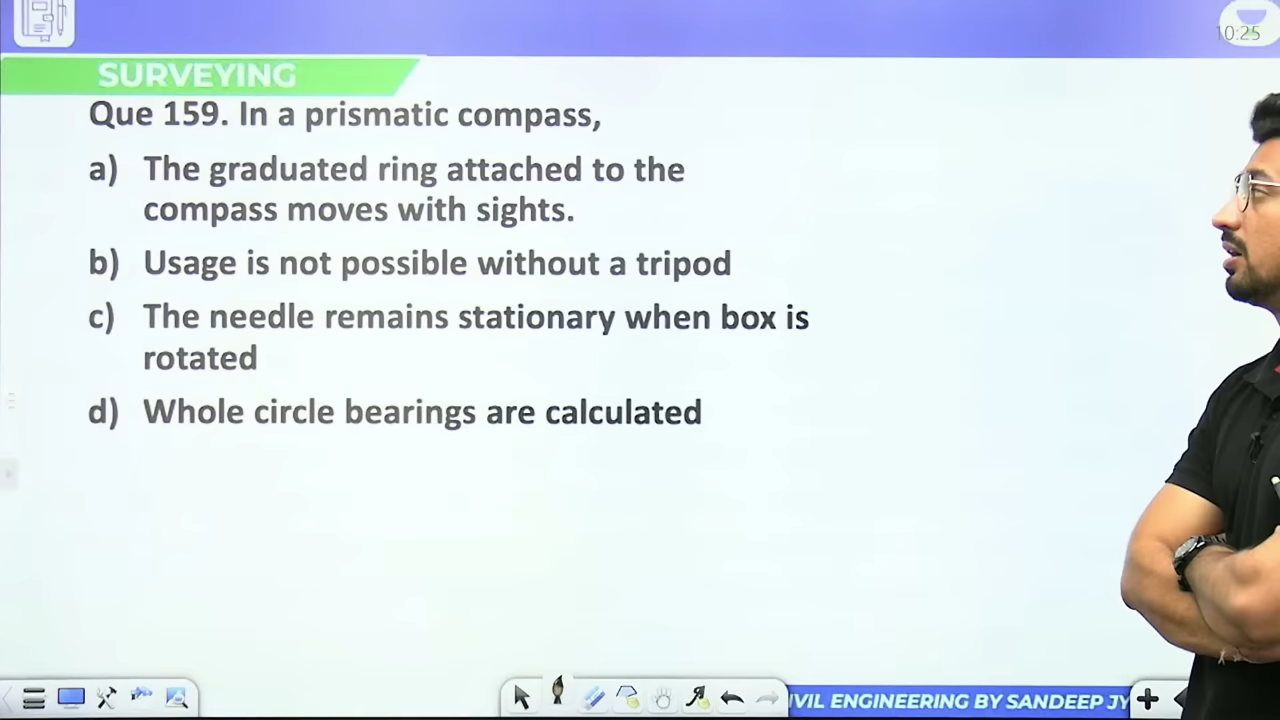 10:25
SURVEYING
Que 159. In a prismatic compass,
a) The graduated ring attached to the
compass moves with sights.
b) Usage is not possible without a tripod
c) The needle remains stationary when box is
rotated
d) Whole circle bearings are calculated
IVIL ENGINEERING BY SANDEEP JY